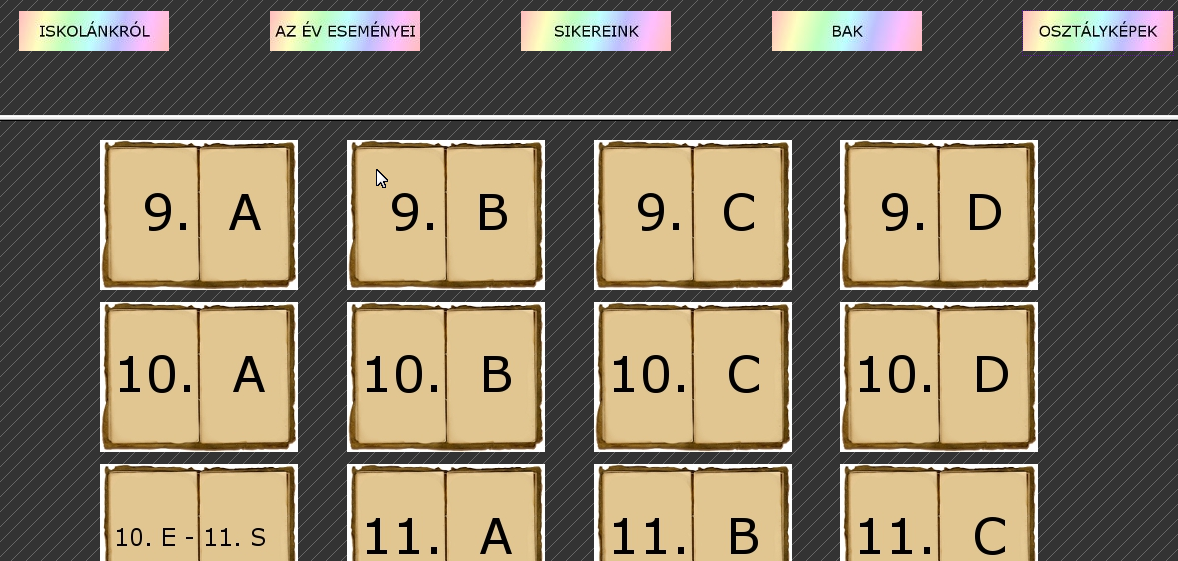 ISKOLÁNKRÓL
AZ ÉV ESEMÉNYEI
SIKEREINK
BAK
OSZTÁLYKÉPEK
9. A
9. B
9. C
9. D
10. A
10. B
10. C
10. D
10. E - 11. S
11. A
11. B
11. C